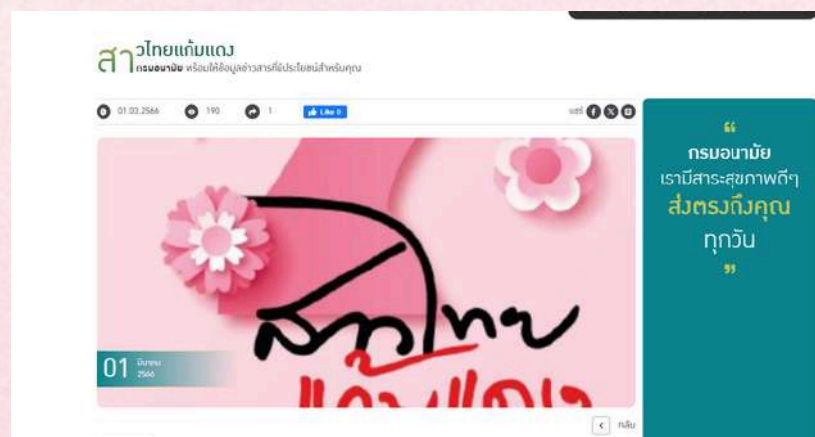 สาวไทยแก้มแดง
กรมอนามัย พร้อมให้ข้อมูลข่าวสารที่มีประโยชน์สำหรับคุณ
01.03.2566 190 1 Like 0 แชร์
“
กรมอนามัย
เรามีสาระสุขภาพดีๆ
ส่งตรงถึงคุณ
ทุกวัน
”
สาวไทย
แก้มแดง
01 มีนาคม 2566
กลับ